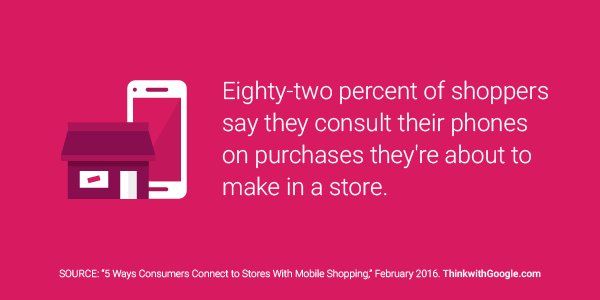 Eighty-two percent of shoppers
say they consult their phones
on purchases they're about to
make in a store.
SOURCE: "5 Ways Consumers Connect to Stores With Mobile Shopping," February 2016. ThinkwithGoogle.com